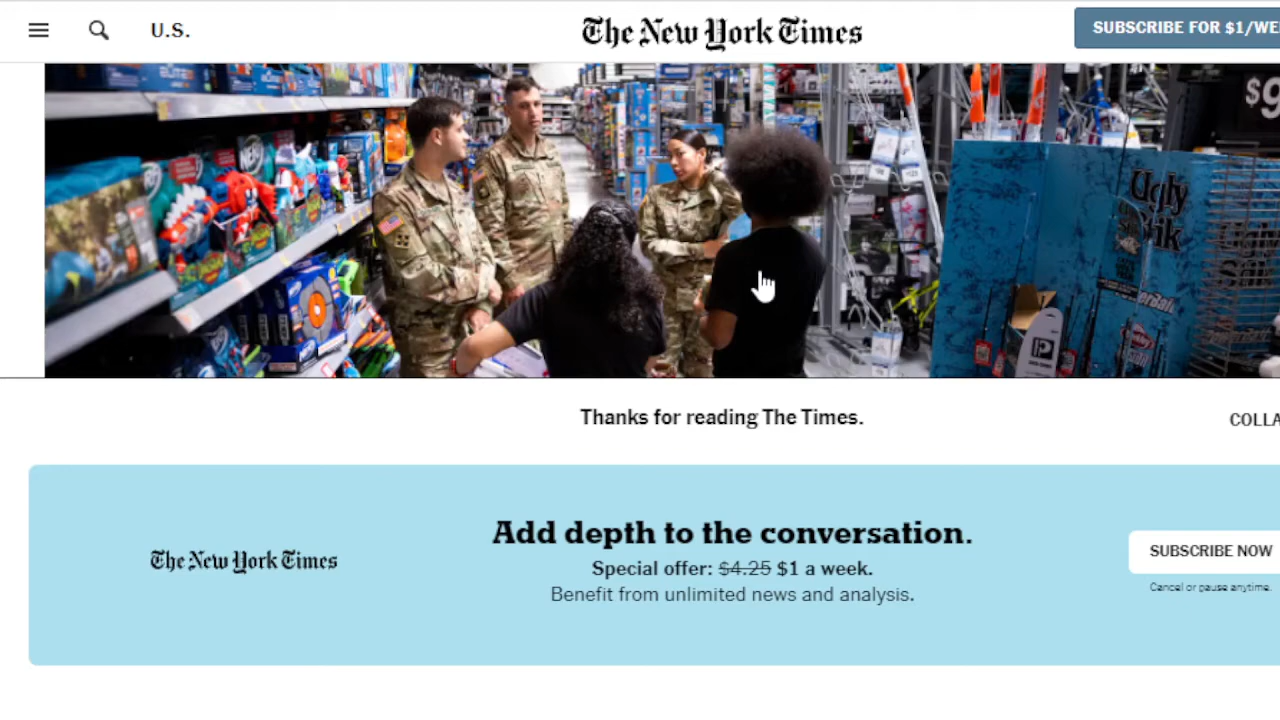 U.S.
The New York Times
SUBSCRIBE FOR $1/WE
$9
Ugly
Thanks for reading The Times.
COLLA
Add depth to the conversation.
The New York Times
Special offer: $4.25 $1 a week.
Benefit from unlimited news and analysis.
SUBSCRIBE NOW
Cancel or pause anytime.